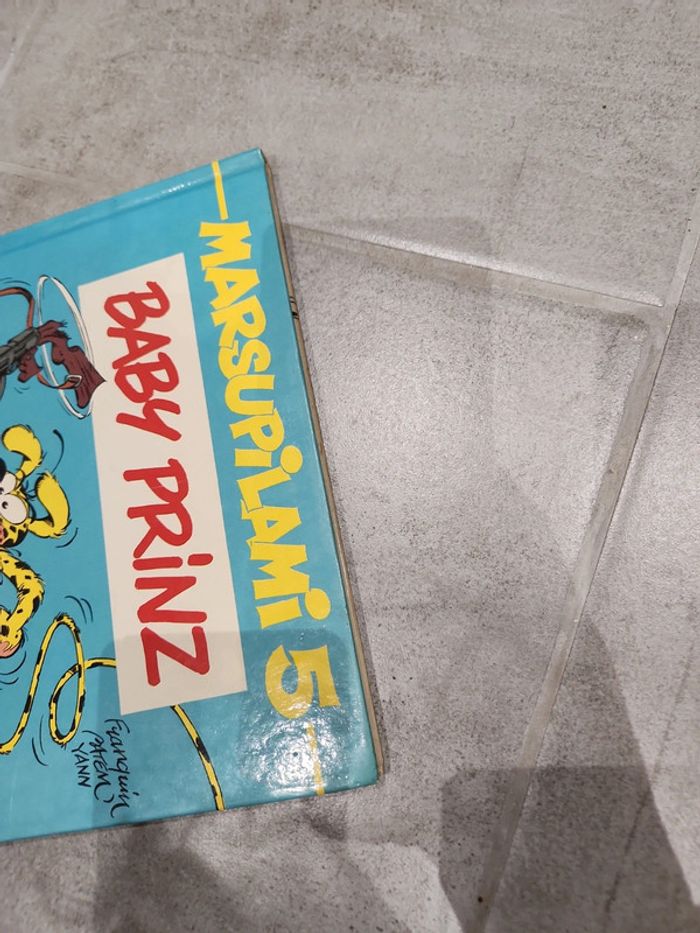 MARSUPiLAMi 5
BABY PRiNZ
Franquin
BATEM
YANN